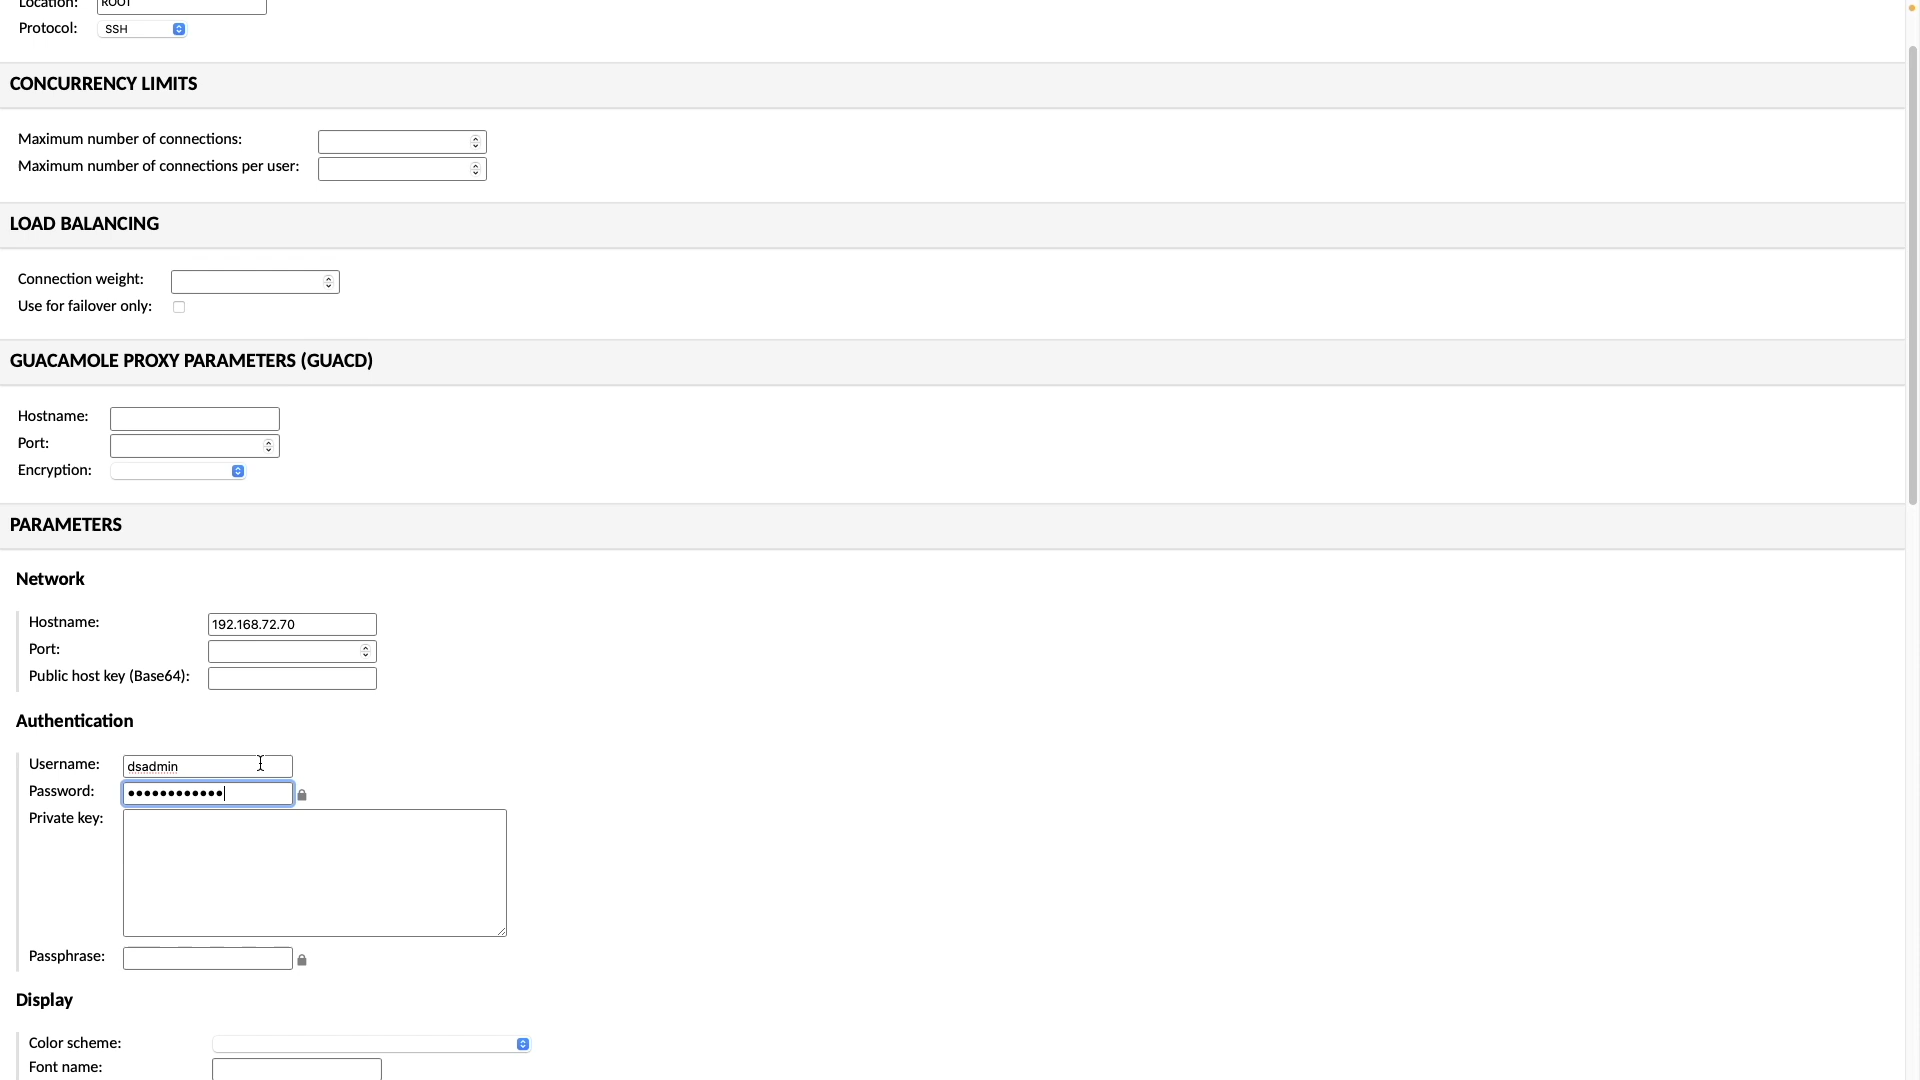 Location: ROOT
Protocol: SSH
CONCURRENCY LIMITS
Maximum number of connections:
Maximum number of connections per user:
LOAD BALANCING
Connection weight:
Use for failover only:
GUACAMOLE PROXY PARAMETERS (GUACD)
Hostname:
Port:
Encryption:
PARAMETERS
Network
Hostname: 192.168.72.70
Port:
Public host key (Base64):
Authentication
Username: dsadmin
Password: ••••••••••••
Private key:
Passphrase:
Display
Color scheme:
Font name: